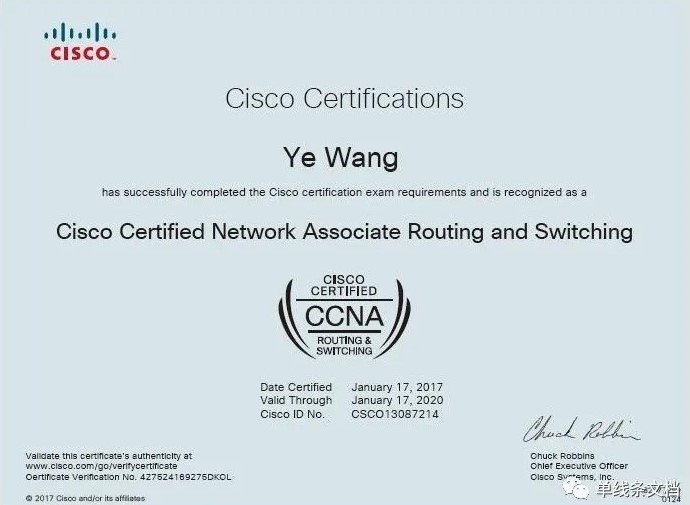 CISCO
Cisco Certifications
Ye Wang
has successfully completed the Cisco certification exam requirements and is recognized as a
Cisco Certified Network Associate Routing and Switching
CISCO
CERTIFIED
CCNA
ROUTING &
SWITCHING
Date Certified January 17, 2017
Valid Through January 17, 2020
Cisco ID No. CSCO13087214
Chuck Robbins
Validate this certificate's authenticity at
www.cisco.com/go/verifycertificate
Certificate Verification No. 427524169275DKOL
Chuck Robbins
Chief Executive Officer
Cisco Systems, Inc.
© 2017 Cisco and/or its affiliates
单线条文档
0124